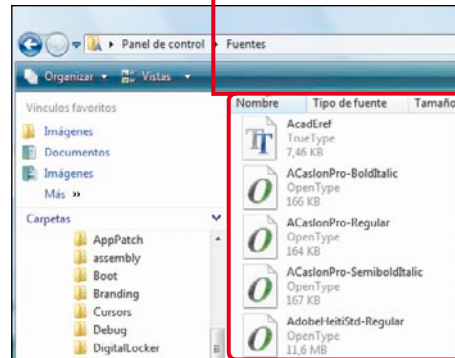 Panel de control ▸ Fuentes
Organizar Vistas
Vínculos favoritos
Imágenes
Documentos
Imágenes
Más »
Carpetas
AppPatch
assembly
Boot
Branding
Cursors
Debug
DigitalLocker
Nombre Tipo de fuente Tamaño
AcadEref
TrueType
7,46 KB
ACaslonPro-BoldItalic
OpenType
166 KB
ACaslonPro-Regular
OpenType
164 KB
ACaslonPro-SemiboldItalic
OpenType
167 KB
AdobeHeitiStd-Regular
OpenType
11,6 MB